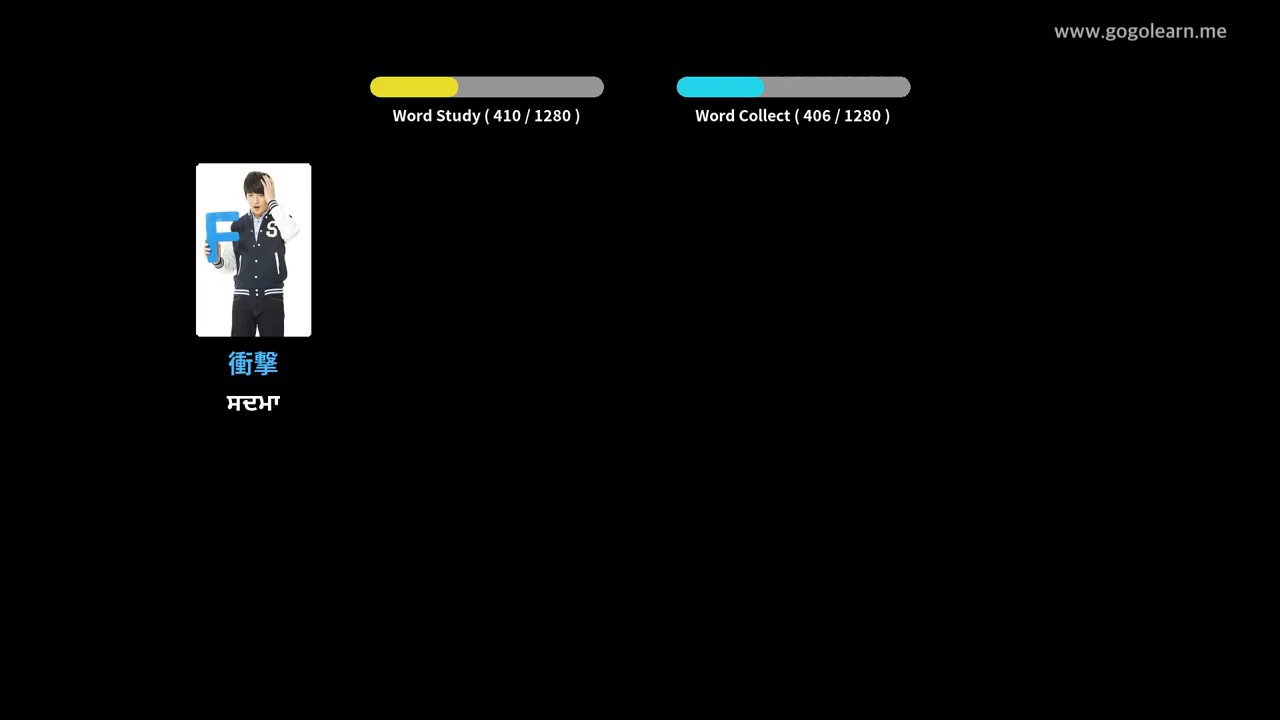 www.gogolearn.me
Word Study ( 410 / 1280 )
Word Collect ( 406 / 1280 )
F
S
衝撃
ਸਦਮਾ